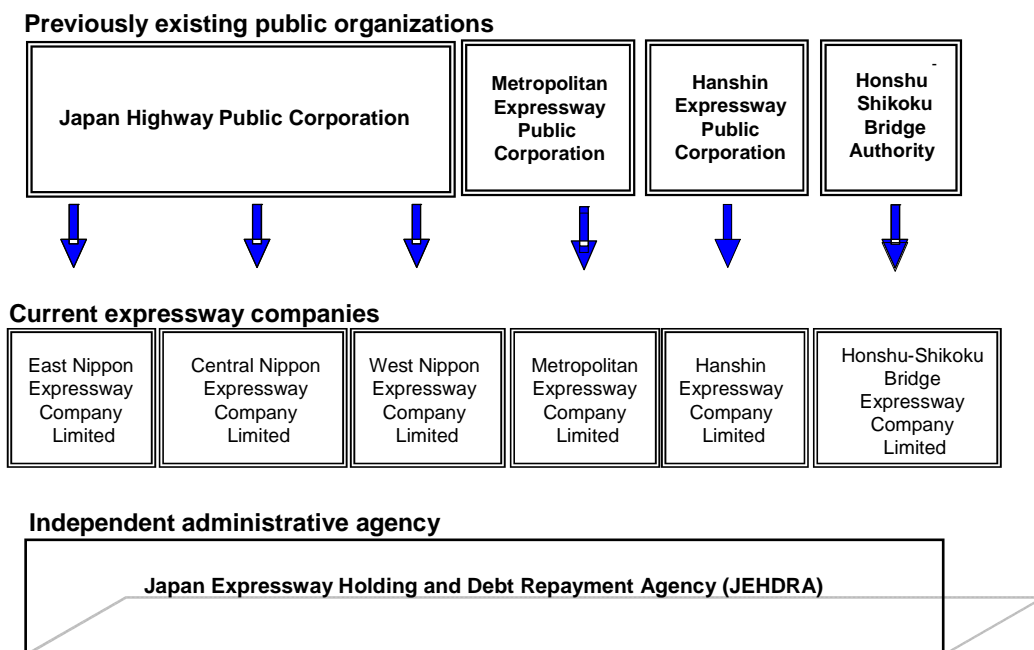 Previously existing public organizations
Japan Highway Public Corporation
Metropolitan
Expressway
Public
Corporation
Hanshin
Expressway
Public
Corporation
Honshu -
Shikoku
Bridge
Authority
Current expressway companies
East Nippon
Expressway
Company
Limited
Central Nippon
Expressway
Company
Limited
West Nippon
Expressway
Company
Limited
Metropolitan
Expressway
Company
Limited
Hanshin
Expressway
Company
Limited
Honshu-Shikoku
Bridge
Expressway
Company
Limited
Independent administrative agency
Japan Expressway Holding and Debt Repayment Agency (JEHDRA)